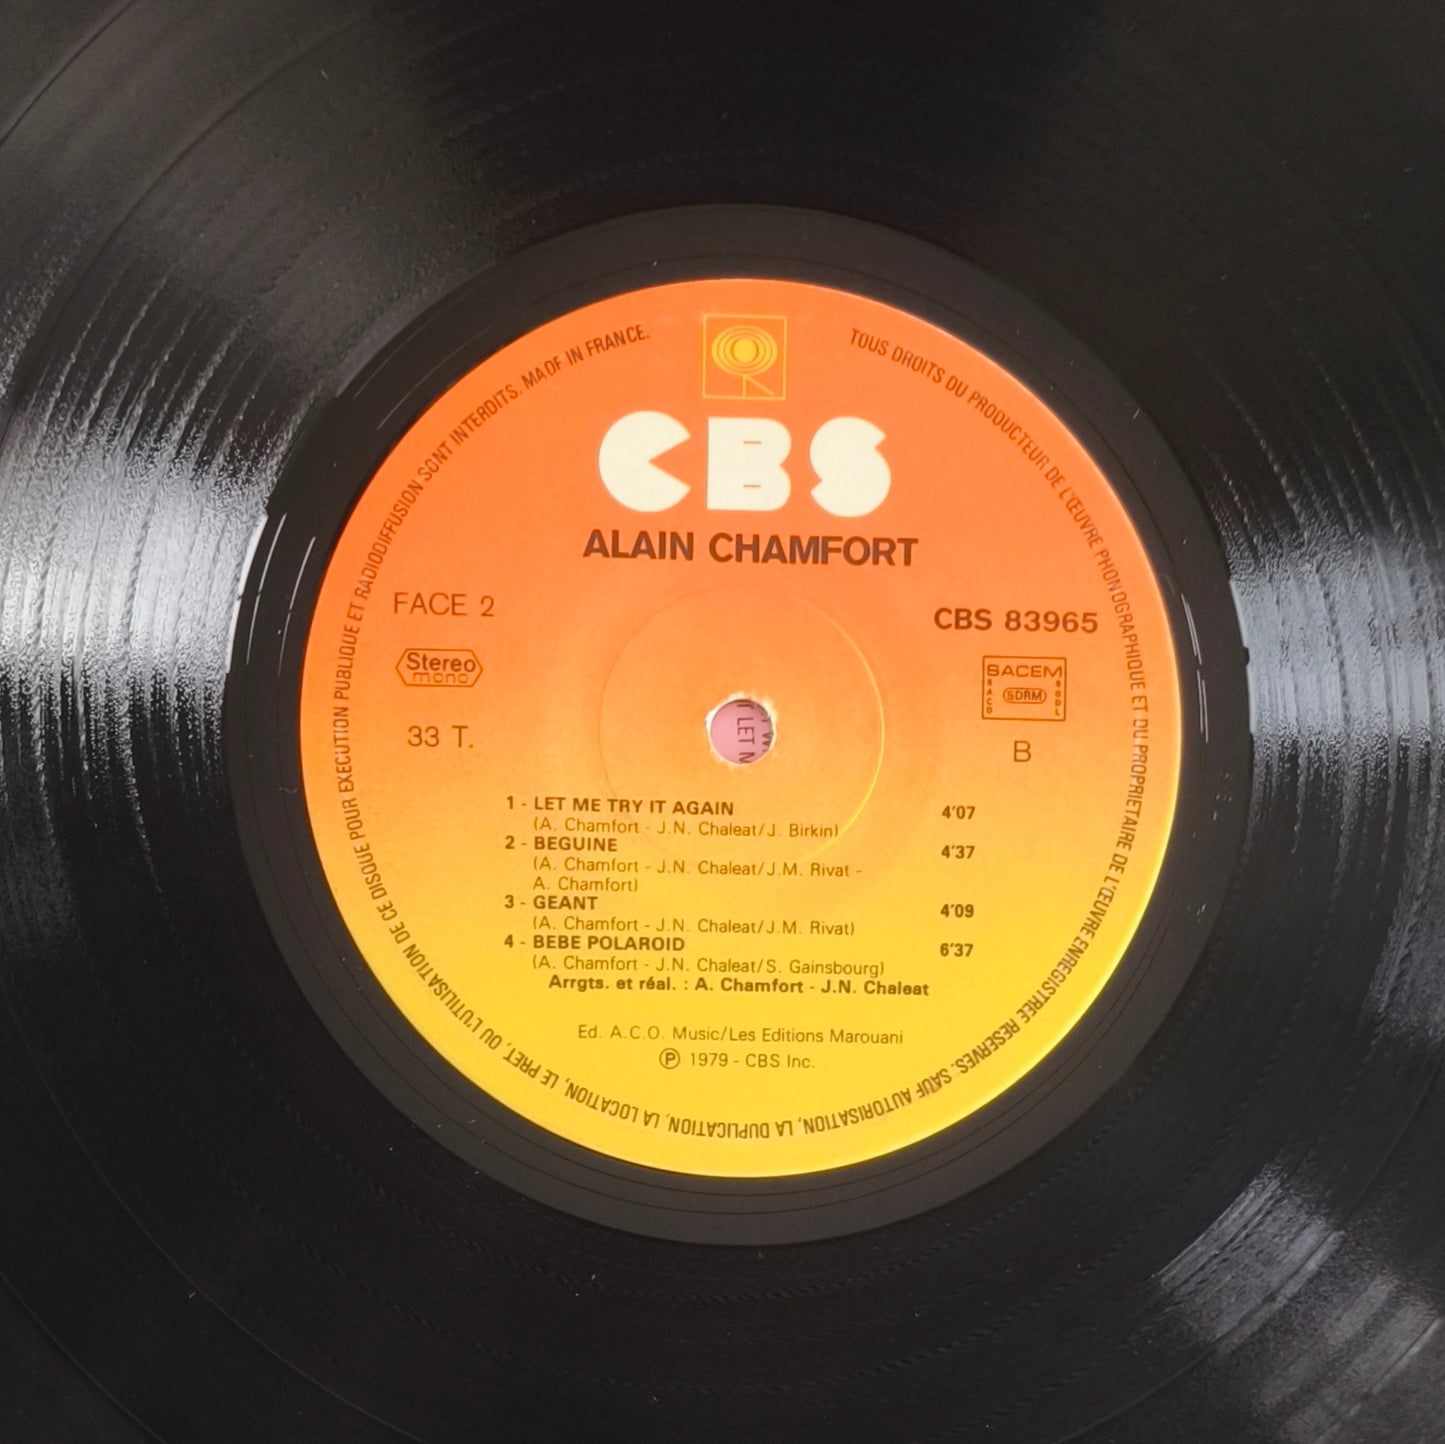 TOUS DROITS DU PRODUCTEUR DE L'ŒUVRE PHONOGRAPHIQUE ET DU PROPRIETAIRE DE L'ŒUVRE ENREGISTREE RESERVES. SAUF AUTORISATION, LA DUPLICATION, LA LOCATION, LE PRET, OU L'UTILISATION DE CE DISQUE POUR EXECUTION PUBLIQUE ET RADIODIFFUSION SONT INTERDITS. MADE IN FRANCE.
CBS
ALAIN CHAMFORT
FACE 2
CBS 83965
Stereo
mono
SACEM
SACD
SDRM
SGDL
33 T.
B
LET
1 - LET ME TRY IT AGAIN 4'07
(A. Chamfort - J.N. Chaleat/J. Birkin)
2 - BEGUINE 4'37
(A. Chamfort - J.N. Chaleat/J.M. Rivat -
A. Chamfort)
3 - GEANT 4'09
(A. Chamfort - J.N. Chaleat/J.M. Rivat)
4 - BEBE POLAROID 6'37
(A. Chamfort - J.N. Chaleat/S. Gainsbourg)
Arrgts. et réal. : A. Chamfort - J.N. Chaleat
Ed. A.C.O. Music/Les Editions Marouani
Ⓟ 1979 - CBS Inc.